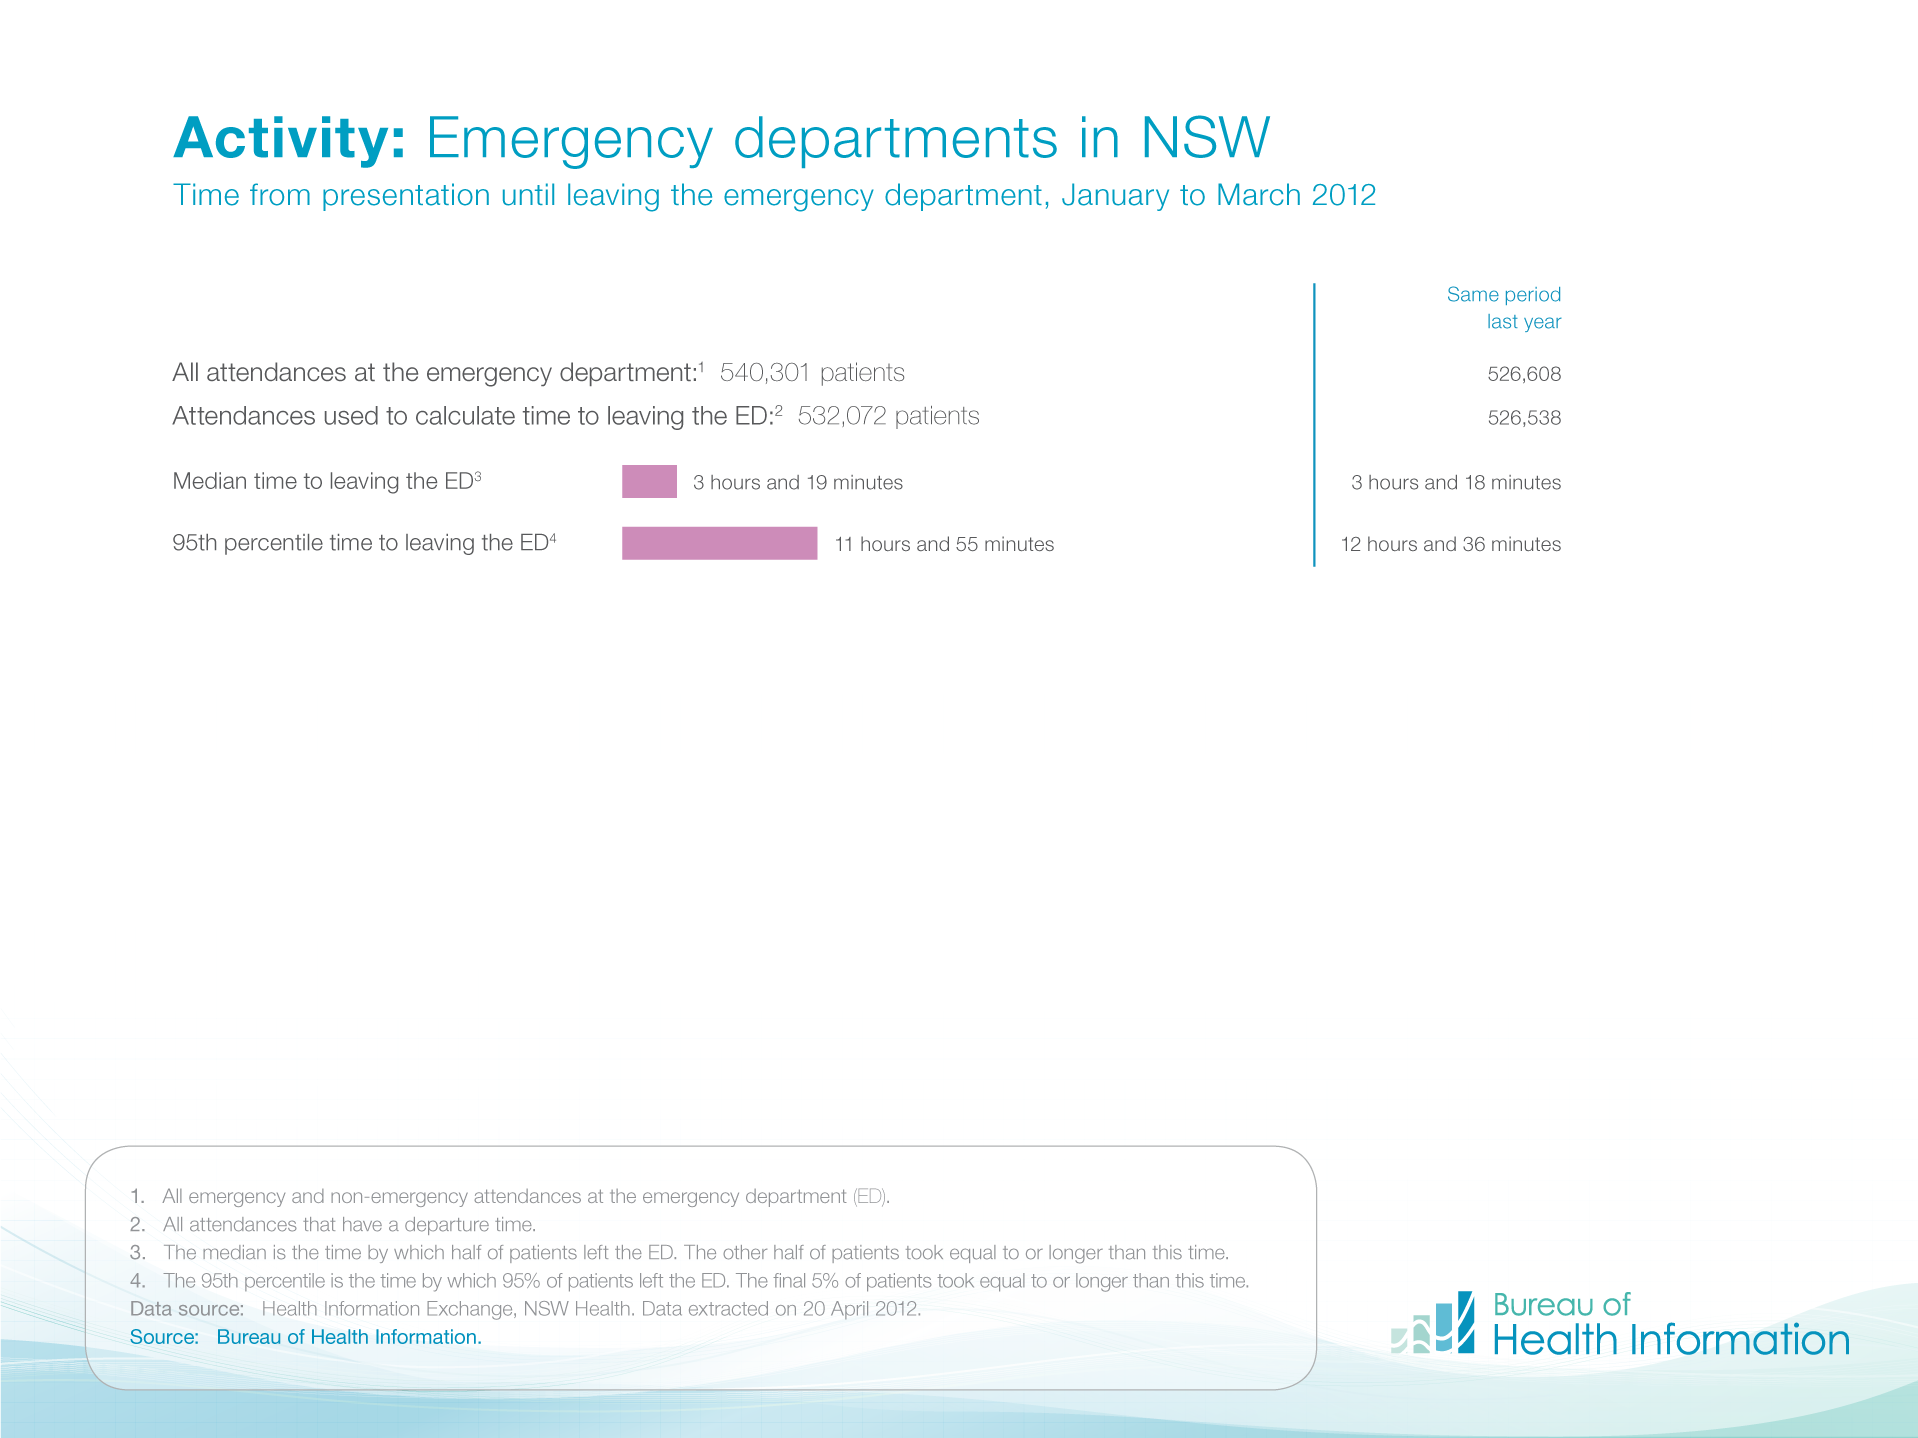 Activity: Emergency departments in NSW
Time from presentation until leaving the emergency department, January to March 2012
Same period
last year
All attendances at the emergency department:¹ 540,301 patients 526,608
Attendances used to calculate time to leaving the ED:² 532,072 patients 526,538
Median time to leaving the ED³ 3 hours and 19 minutes 3 hours and 18 minutes
95th percentile time to leaving the ED⁴ 11 hours and 55 minutes 12 hours and 36 minutes
1. All emergency and non-emergency attendances at the emergency department (ED).
2. All attendances that have a departure time.
3. The median is the time by which half of patients left the ED. The other half of patients took equal to or longer than this time.
4. The 95th percentile is the time by which 95% of patients left the ED. The final 5% of patients took equal to or longer than this time.
Data source: Health Information Exchange, NSW Health. Data extracted on 20 April 2012.
Source: Bureau of Health Information.
Bureau of
Health Information